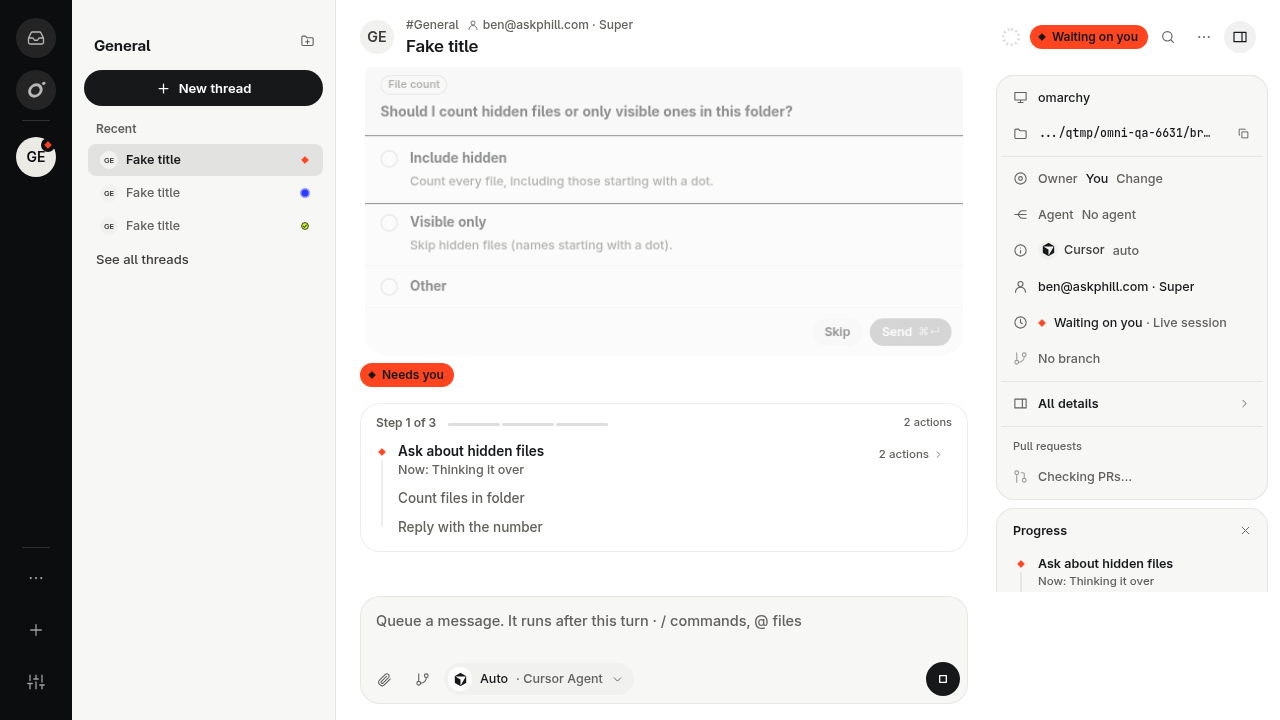 GE
General
New thread
Recent
GE Fake title
GE Fake title
GE Fake title
See all threads
GE
#General ben@askphill.com · Super
Fake title
Waiting on you
File count
Should I count hidden files or only visible ones in this folder?
Include hidden
Count every file, including those starting with a dot.
Visible only
Skip hidden files (names starting with a dot).
Other
Skip
Send ⌘↵
Needs you
Step 1 of 3
2 actions
Ask about hidden files
2 actions
Now: Thinking it over
Count files in folder
Reply with the number
Queue a message. It runs after this turn · / commands, @ files
Auto · Cursor Agent
omarchy
.../qtmp/omni-qa-6631/br…
Owner You Change
Agent No agent
Cursor auto
ben@askphill.com · Super
Waiting on you · Live session
No branch
All details
Pull requests
Checking PRs...
Progress
Ask about hidden files
Now: Thinking it over